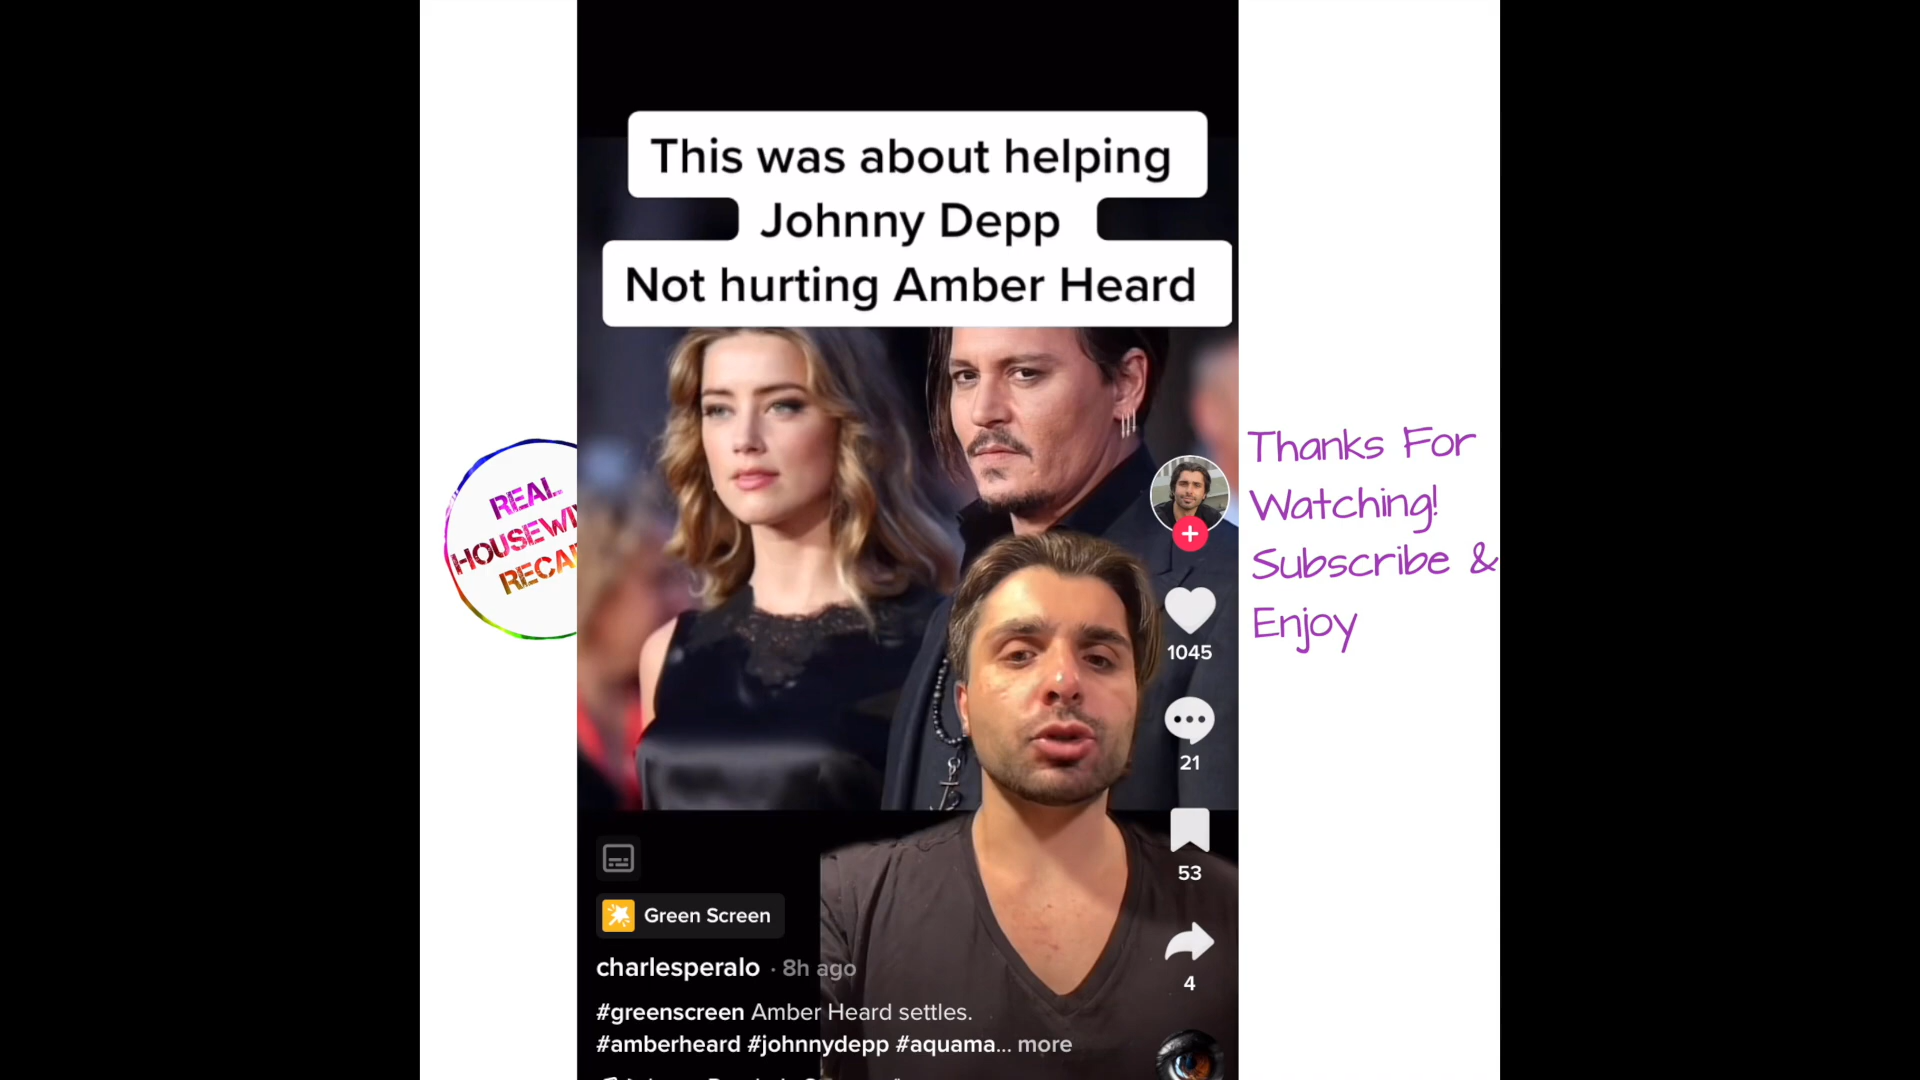 This was about helping
Johnny Depp
Not hurting Amber Heard
REAL
RECA
Thanks For
Watching!
Subscribe &
Enjoy
1045
21
53
4
Green Screen
charlesperalo · 8h ago
#greenscreen Amber Heard settles.
#amberheard #johnnydepp #aquama... more